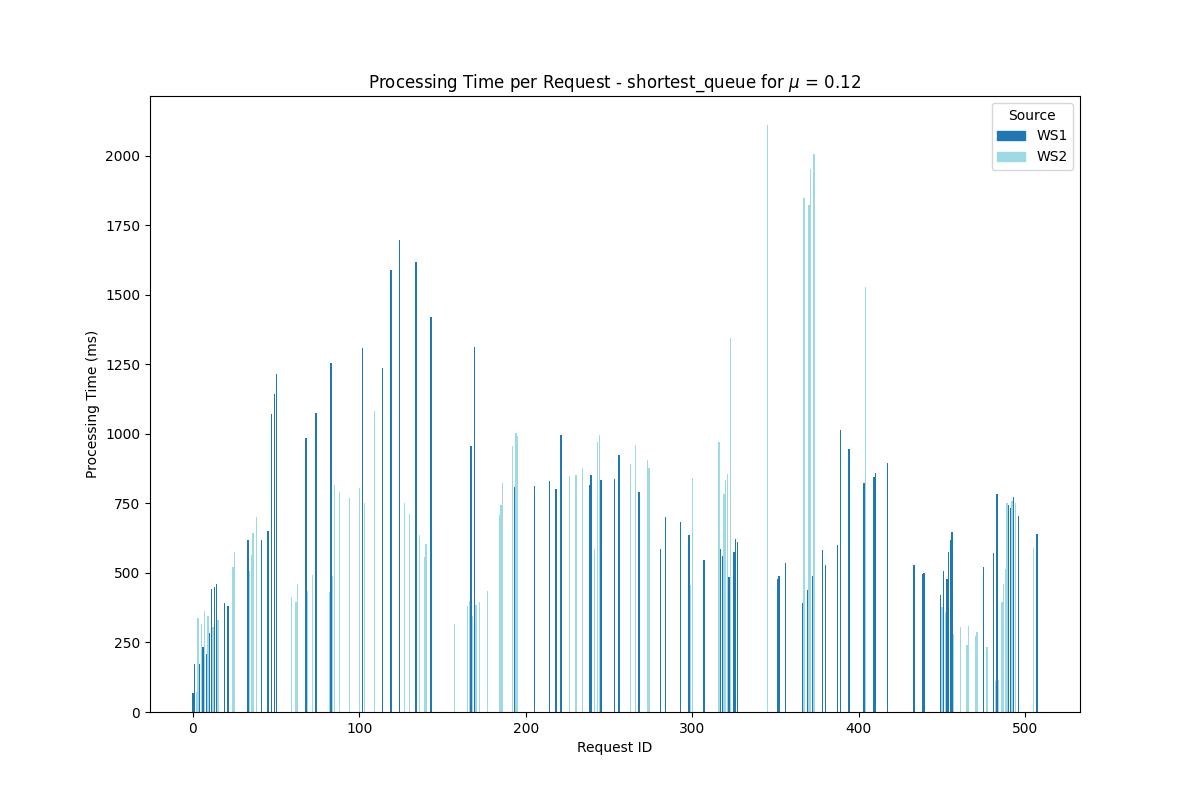 Processing Time per Request - shortest_queue for μ = 0.12
Source
WS1
WS2
2000
1750
1500
1250
1000
750
500
250
0
Processing Time (ms)
0 100 200 300 400 500
Request ID